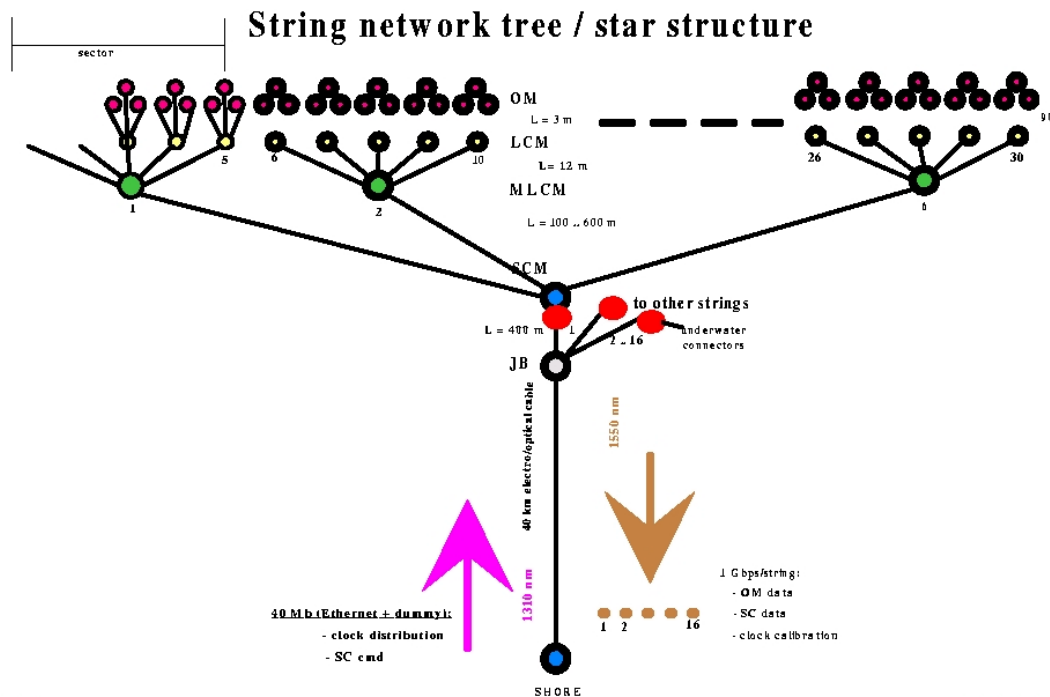 String network tree / star structure
sector
OM
L = 3 m
LCM
5
6
10
26
30
L= 12 m
MLCM
1
2
6
L = 100 .. 600 m
SCM
to other strings
L = 400 m
1
2 .. 16
underwater
connectors
JB
40 km electro/optical cable
1550 nm
1310 nm
1 Gbps/string:
- OM data
- SC data
- clock calibration
1
2
16
40 Mb (Ethernet + dummy):
- clock distribution
- SC cmd
SHORE